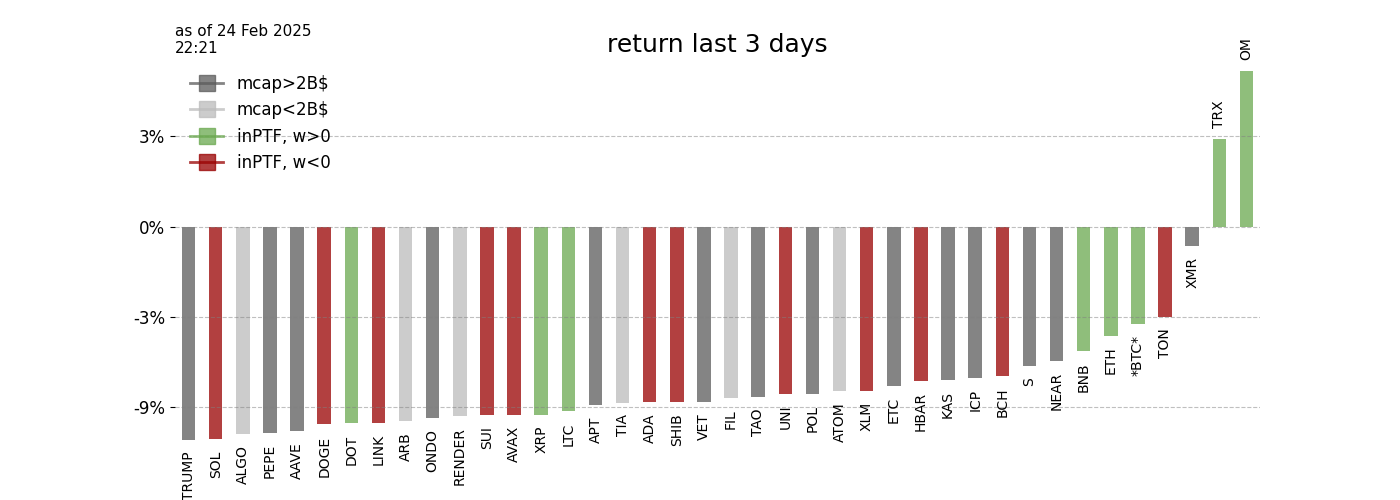 as of 24 Feb 2025
22:21
return last 3 days
mcap>2B$
mcap<2B$
inPTF, w>0
inPTF, w<0
3%
0%
-3%
-9%
TRUMP
SOL
ALGO
PEPE
AAVE
DOGE
DOT
LINK
ARB
ONDO
RENDER
SUI
AVAX
XRP
LTC
APT
TIA
ADA
SHIB
VET
FIL
TAO
UNI
POL
ATOM
XLM
ETC
HBAR
KAS
ICP
BCH
S
NEAR
BNB
ETH
*BTC*
TON
XMR
TRX
OM